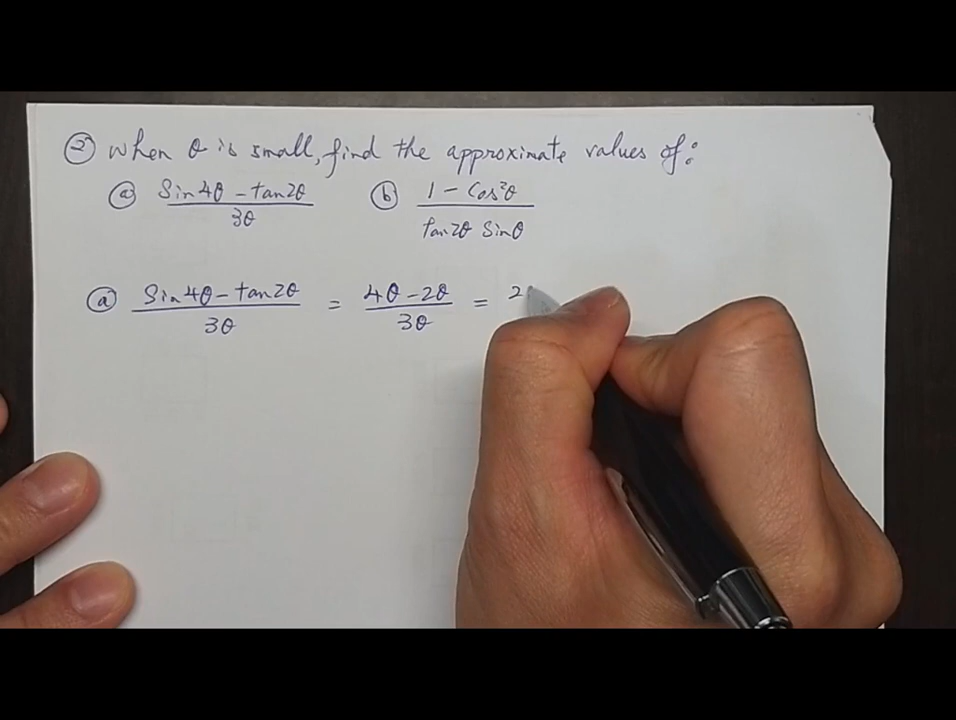 ② when θ is small, find the approximate values of:
ⓐ (sin4θ - tan2θ)/3θ ⓑ (1 - cos²θ)/(tan2θ sinθ)
ⓐ (sin4θ - tan2θ)/3θ = (4θ - 2θ)/3θ = 2